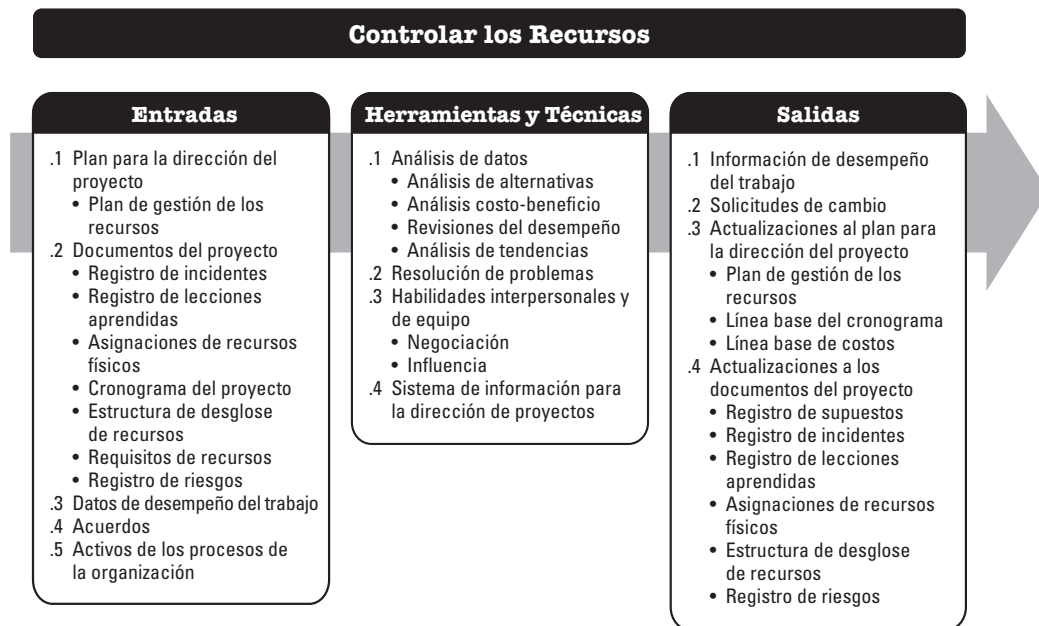 Controlar los Recursos
Entradas
.1 Plan para la dirección del
proyecto
• Plan de gestión de los
recursos
.2 Documentos del proyecto
• Registro de incidentes
• Registro de lecciones
aprendidas
• Asignaciones de recursos
físicos
• Cronograma del proyecto
• Estructura de desglose
de recursos
• Requisitos de recursos
• Registro de riesgos
.3 Datos de desempeño del trabajo
.4 Acuerdos
.5 Activos de los procesos de
la organización
Herramientas y Técnicas
.1 Análisis de datos
• Análisis de alternativas
• Análisis costo-beneficio
• Revisiones del desempeño
• Análisis de tendencias
.2 Resolución de problemas
.3 Habilidades interpersonales y
de equipo
• Negociación
• Influencia
.4 Sistema de información para
la dirección de proyectos
Salidas
.1 Información de desempeño
del trabajo
.2 Solicitudes de cambio
.3 Actualizaciones al plan para
la dirección del proyecto
• Plan de gestión de los
recursos
• Línea base del cronograma
• Línea base de costos
.4 Actualizaciones a los
documentos del proyecto
• Registro de supuestos
• Registro de incidentes
• Registro de lecciones
aprendidas
• Asignaciones de recursos
físicos
• Estructura de desglose
de recursos
• Registro de riesgos